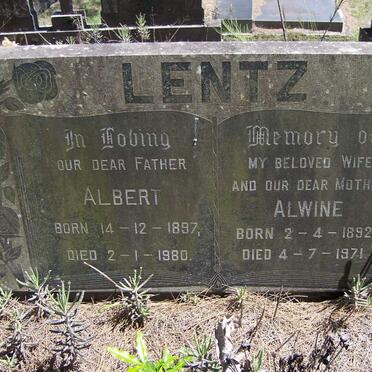 LENTZ
In Loving
OUR DEAR FATHER
ALBERT
BORN 14-12-1897,
DIED 2-1-1980.
Memory of
MY BELOVED WIFE
AND OUR DEAR MOTH
ALWINE
BORN 2-4-1892
DIED 4-7-1971.